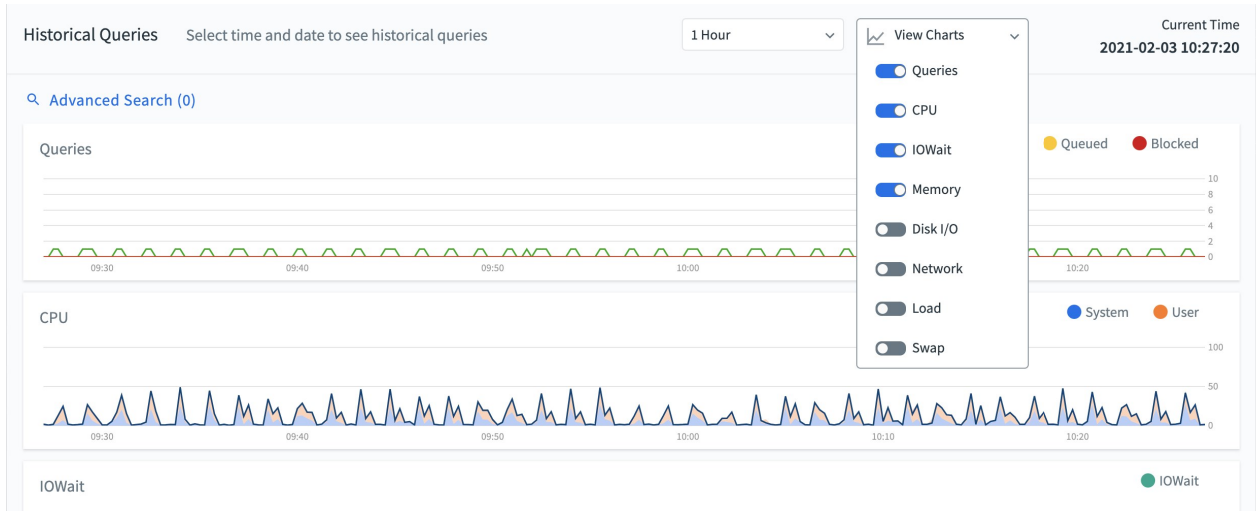 Historical Queries Select time and date to see historical queries 1 Hour View Charts Current Time
2021-02-03 10:27:20
Queries
CPU
IOWait
Memory
Disk I/O
Network
Load
Swap
Advanced Search (0)
Queries Queued Blocked
10
8
6
4
2
0
09:30 09:40 09:50 10:00 10:20
CPU System User
100
50
0
09:30 09:40 09:50 10:00 10:10 10:20
IOWait IOWait